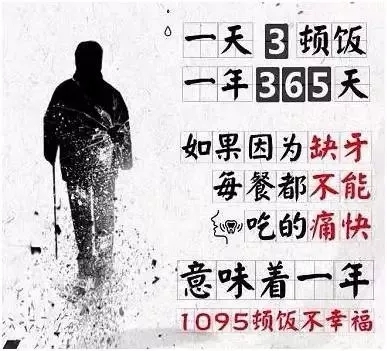 一天3顿饭
一年365天
如果因为缺牙
每餐都不能
吃的痛快
意味着一年
1095顿饭不幸福